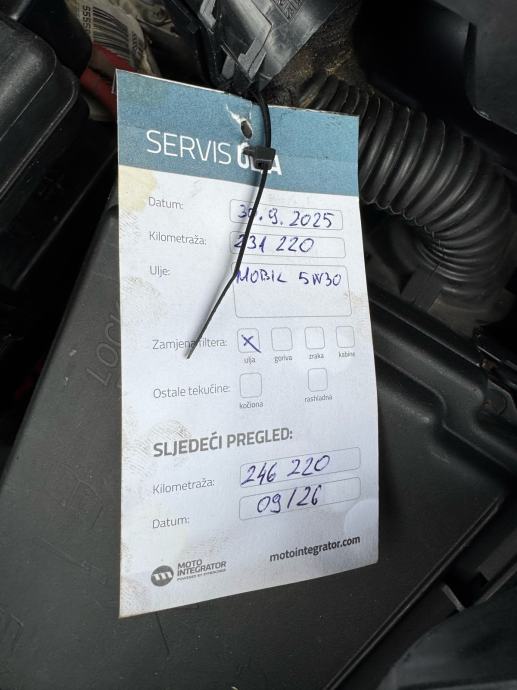 SERVIS
Datum: 30.9.2025
Kilometraža: 231 220
Ulje: MOBIL 5W30
Zamjena filtera: X
ulja goriva zraka kabine
Ostale tekućine:
kočiona rashladna
SLJEDEĆI PREGLED:
Kilometraža: 246 220
Datum: 09/26
MOTO INTEGRATOR
motointegrator.com
LOCK